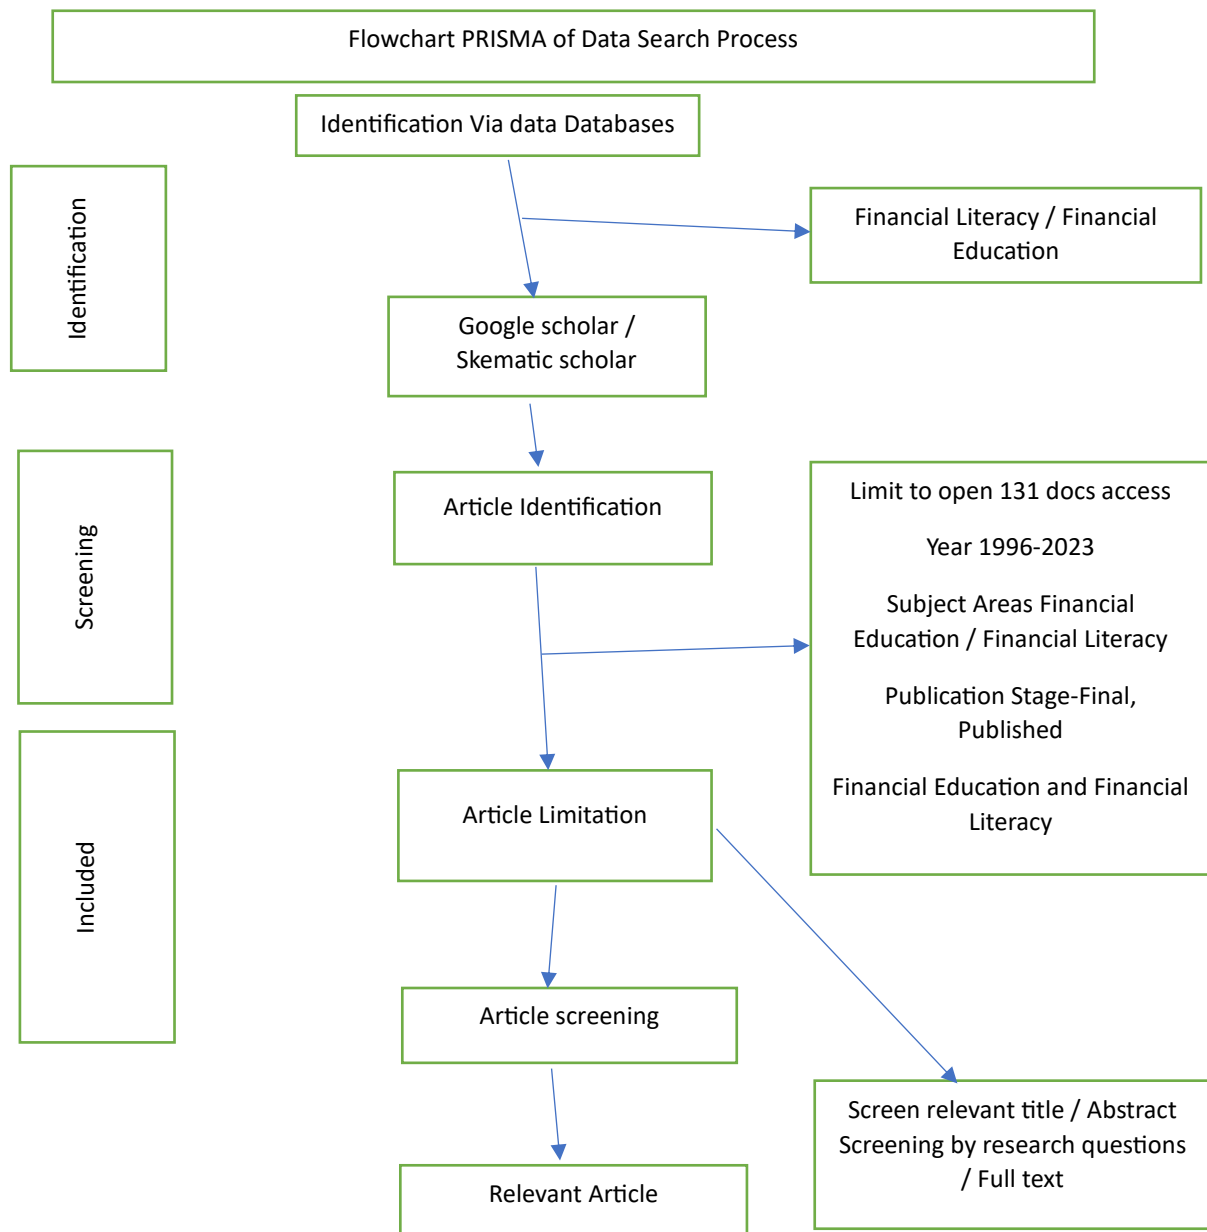 Flowchart PRISMA of Data Search Process
Identification Via data Databases
Identification
Financial Literacy / Financial
Education
Google scholar /
Skematic scholar
Screening
Article Identification
Limit to open 131 docs access
Year 1996-2023
Subject Areas Financial
Education / Financial Literacy
Publication Stage-Final,
Published
Financial Education and Financial
Literacy
Included
Article Limitation
Article screening
Screen relevant title / Abstract
Screening by research questions
/ Full text
Relevant Article